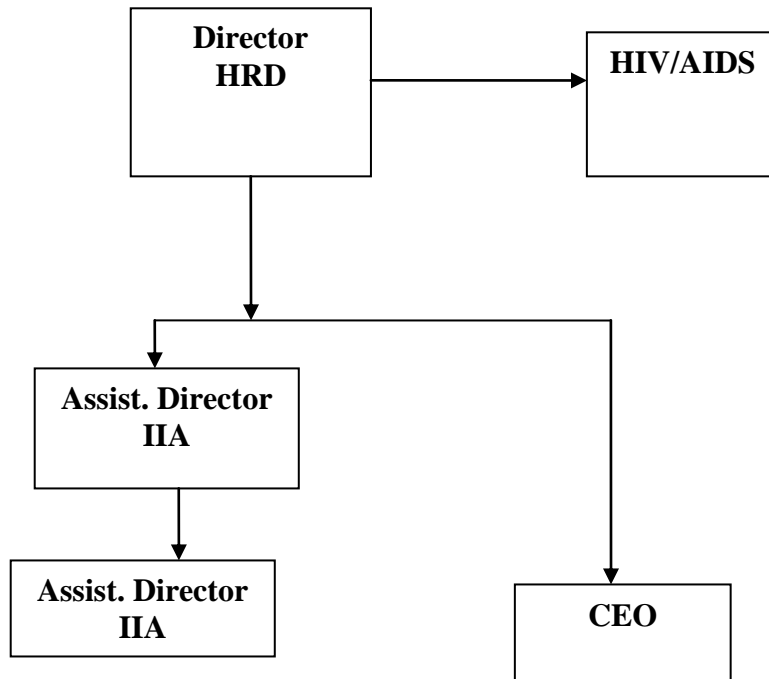 Director
HRD
HIV/AIDS
Assist. Director
IIA
Assist. Director
IIA
CEO